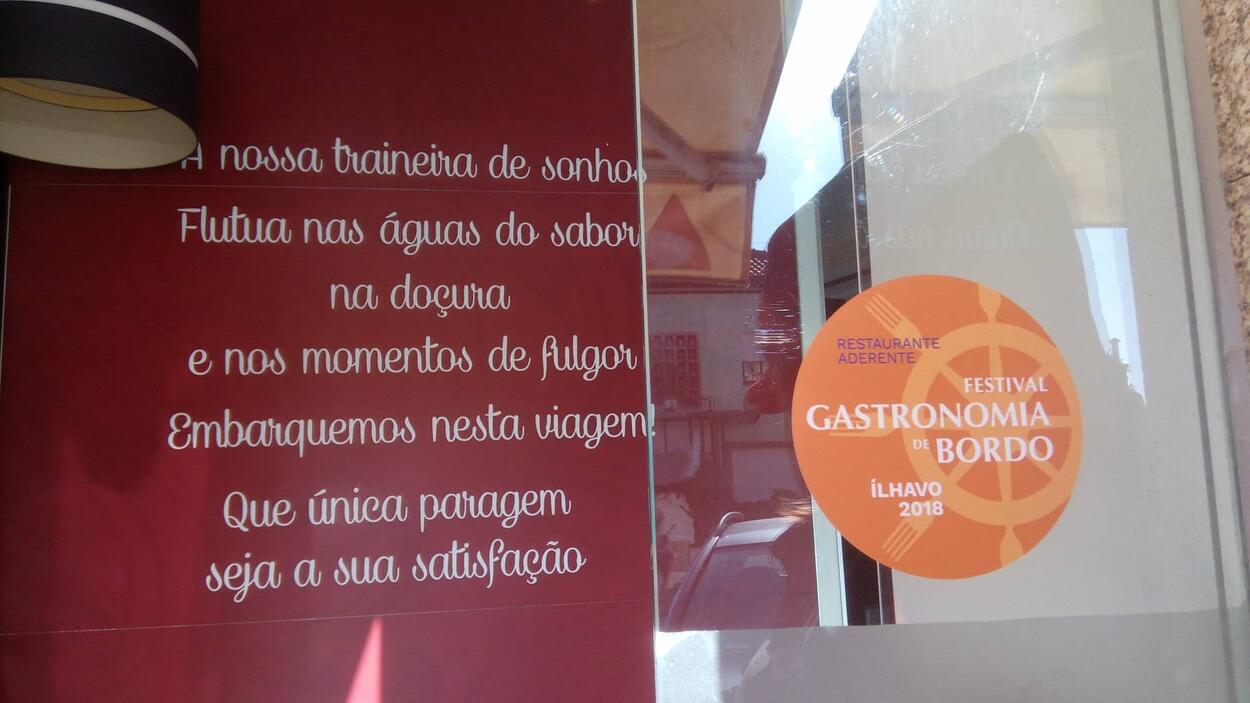 A nossa traineira de sonhos
Flutua nas águas do sabor
na doçura
e nos momentos de fulgor
Embarquemos nesta viagem!
Que única paragem
seja a sua satisfação
RESTAURANTE
ADERENTE
FESTIVAL
GASTRONOMIA
DE BORDO
ÍLHAVO
2018